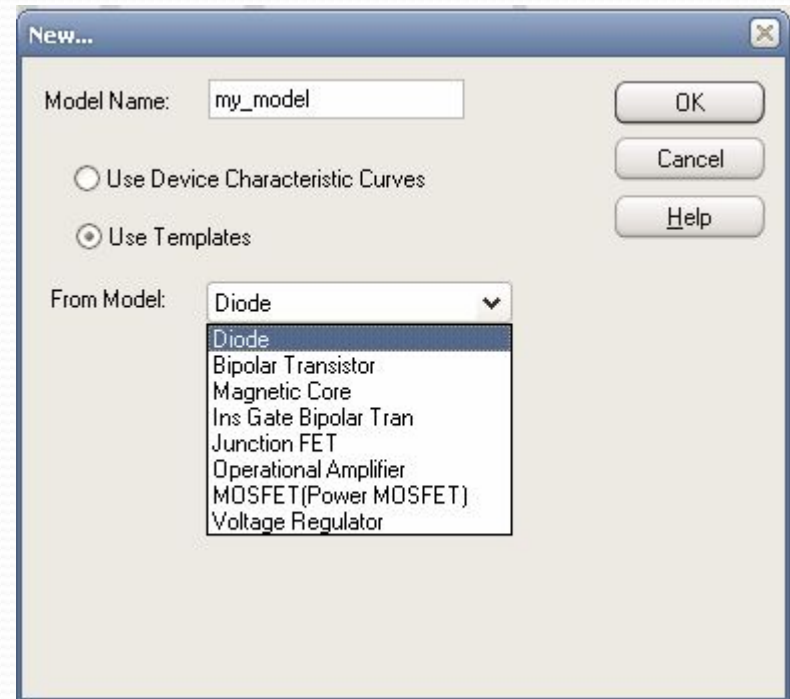 New...
Model Name: my_model
OK
Cancel
Help
Use Device Characteristic Curves
Use Templates
From Model: Diode
Diode
Bipolar Transistor
Magnetic Core
Ins Gate Bipolar Tran
Junction FET
Operational Amplifier
MOSFET(Power MOSFET)
Voltage Regulator